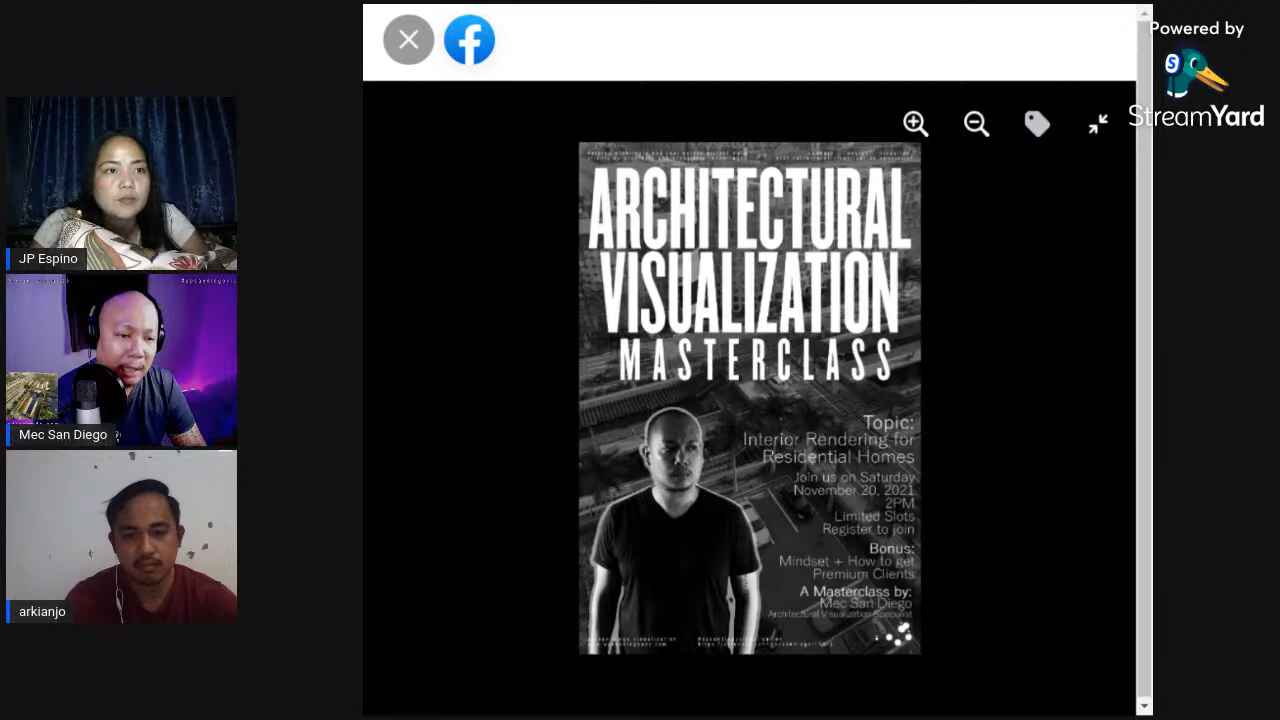 Powered by
StreamYard
JP Espino
Mec San Diego
arkianjo
ARCHITECTURAL
VISUALIZATION
MASTERCLASS
Topic:
Interior Rendering for
Residential Homes
Join us on Saturday
November 20, 2021
2PM
Limited Slots
Register to join
Bonus:
Mindset + How to get
Premium Clients
A Masterclass by:
Mec San Diego
Architectural Visualization Specialist